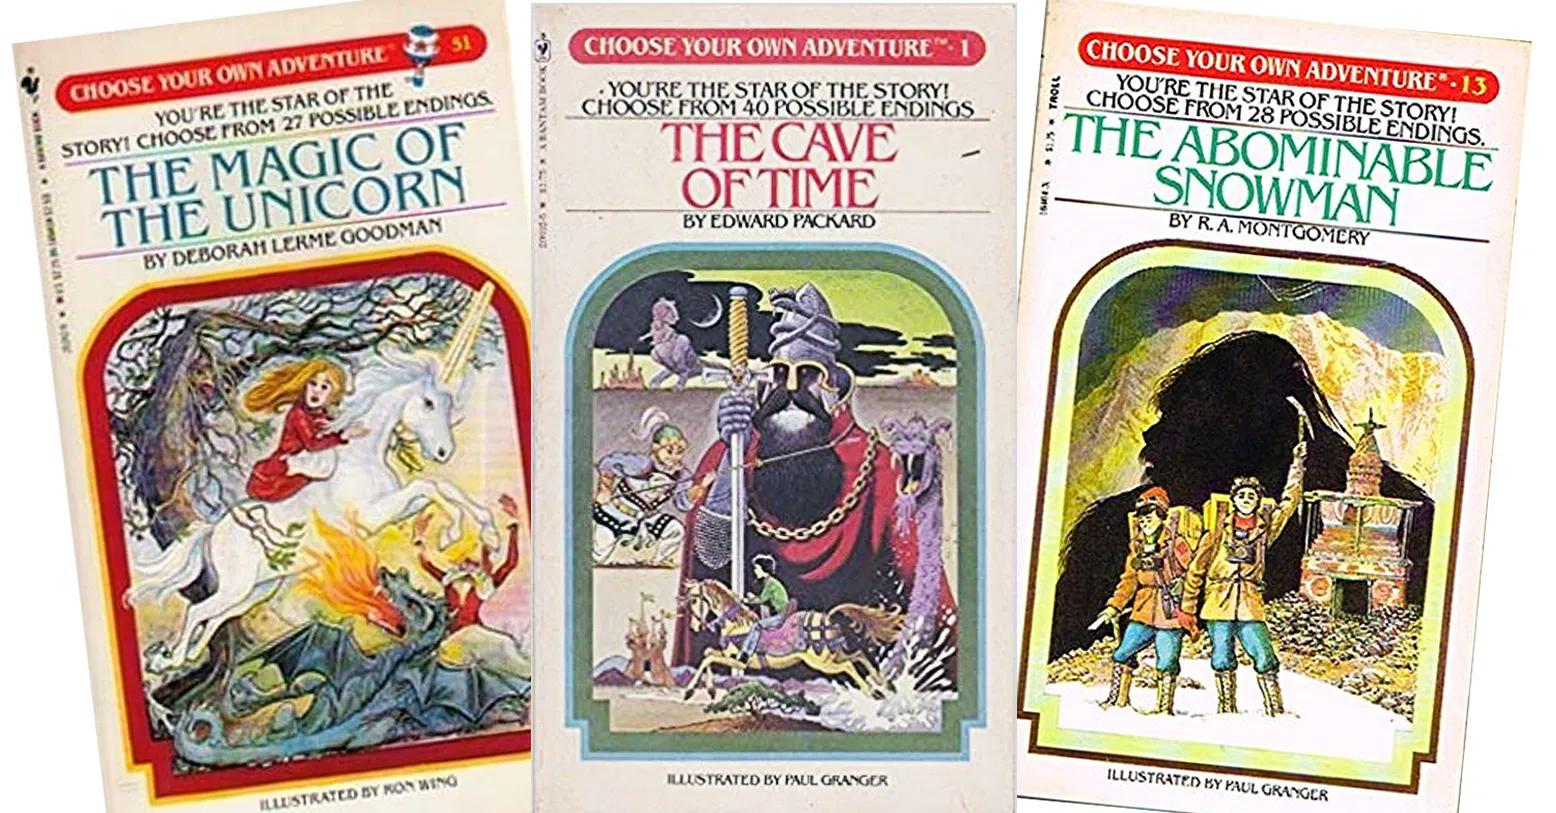 CHOOSE YOUR OWN ADVENTURE® 51
YOU'RE THE STAR OF THE
STORY! CHOOSE FROM 27 POSSIBLE ENDINGS.
THE MAGIC OF
THE UNICORN
BY DEBORAH LERME GOODMAN
ILLUSTRATED BY RON WING
CHOOSE YOUR OWN ADVENTURE™ · 1
YOU'RE THE STAR OF THE STORY!
CHOOSE FROM 40 POSSIBLE ENDINGS
THE CAVE
OF TIME
BY EDWARD PACKARD
A BANTAM BOOK
ILLUSTRATED BY PAUL GRANGER
CHOOSE YOUR OWN ADVENTURE® · 13
YOU'RE THE STAR OF THE STORY!
CHOOSE FROM 28 POSSIBLE ENDINGS.
THE ABOMINABLE
SNOWMAN
BY R. A. MONTGOMERY
TROLL
ILLUSTRATED BY PAUL GRANGER